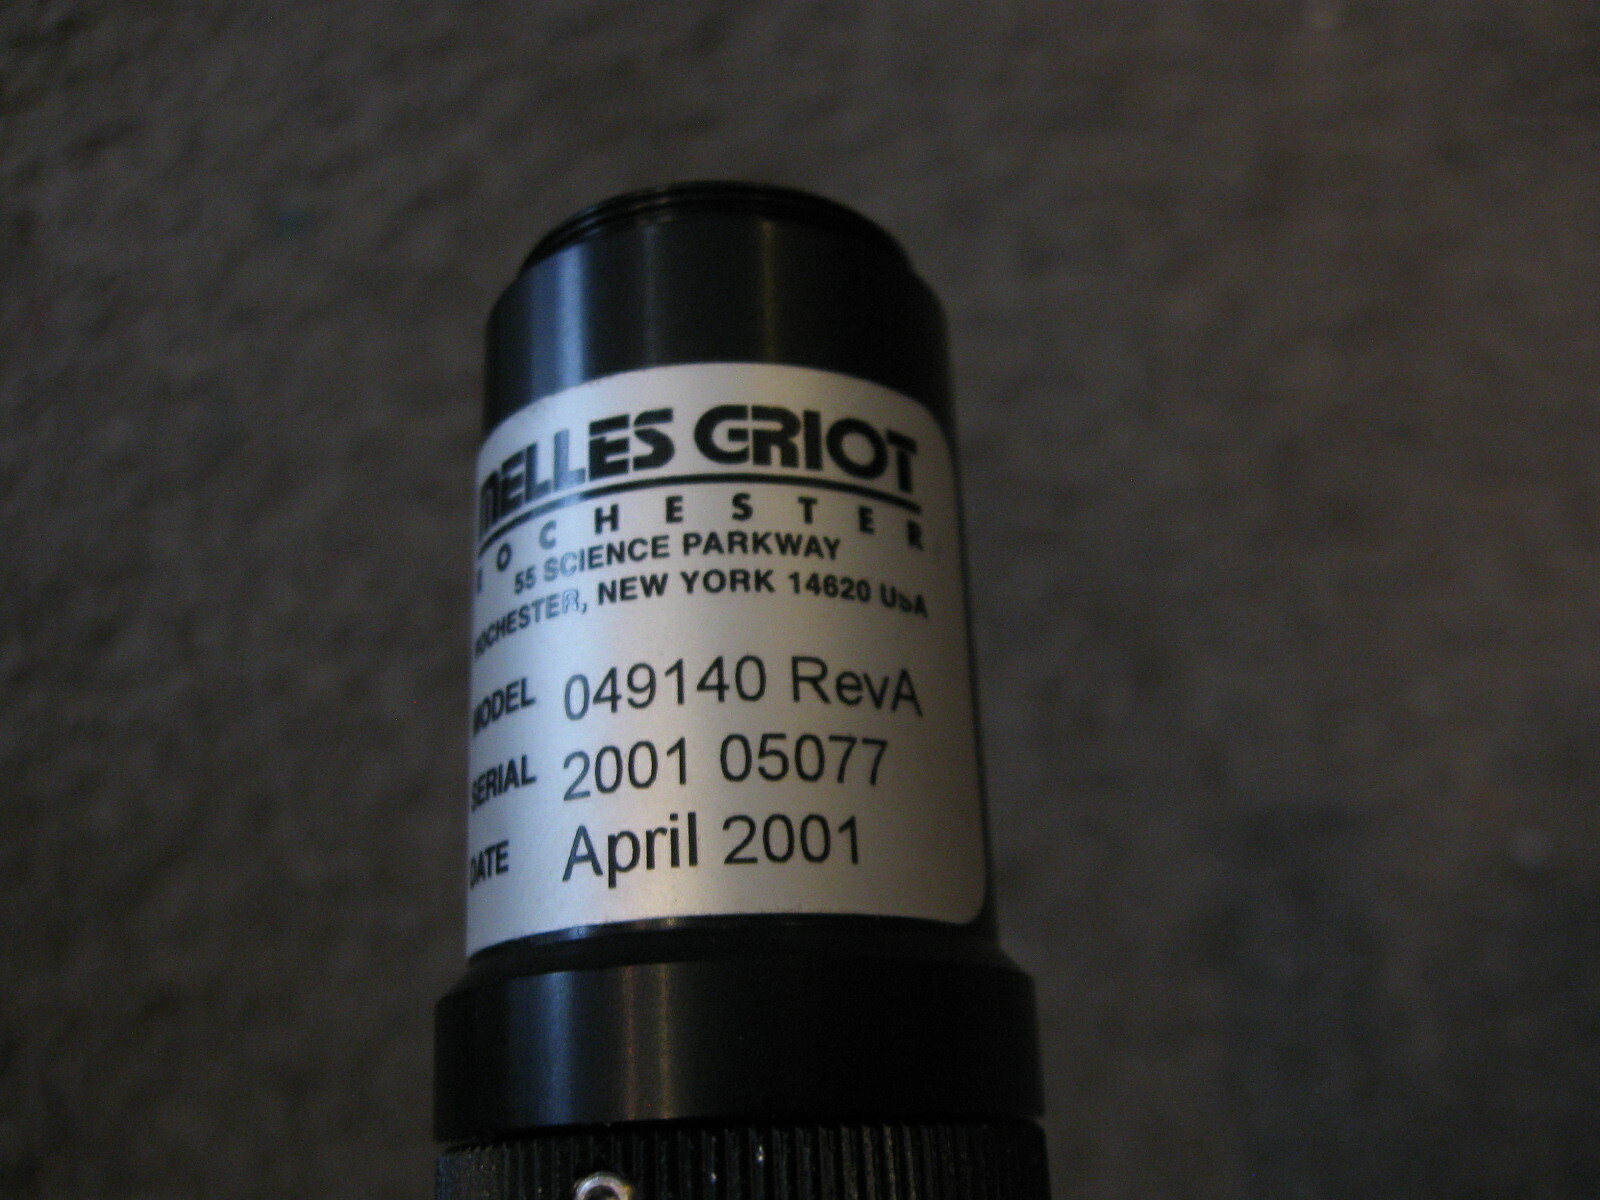 MELLES GRIOT
ROCHESTER
55 SCIENCE PARKWAY
ROCHESTER, NEW YORK 14620 USA
MODEL 049140 RevA
SERIAL 2001 05077
DATE April 2001